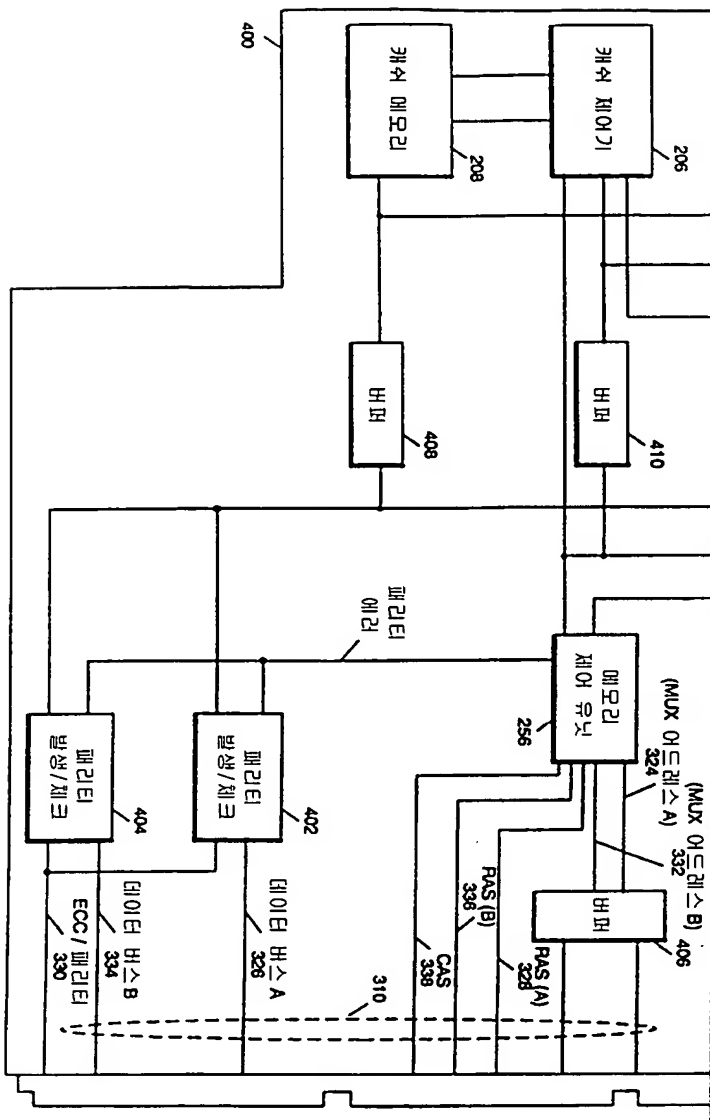 400
캐쉬 메모리
208
캐쉬 제어기
206
버퍼
408
버퍼
410
패리티
에러
메모리
제어 유닛
256
(MUX 어드레스 A)
324
(MUX 어드레스 B)
332
버퍼
406
패리티
발생/체크
404
패리티
발생/체크
402
RAS (A)
328
RAS (B)
336
CAS
338
데이터 버스 A
326
데이터 버스 B
334
ECC / 패리티
330
310